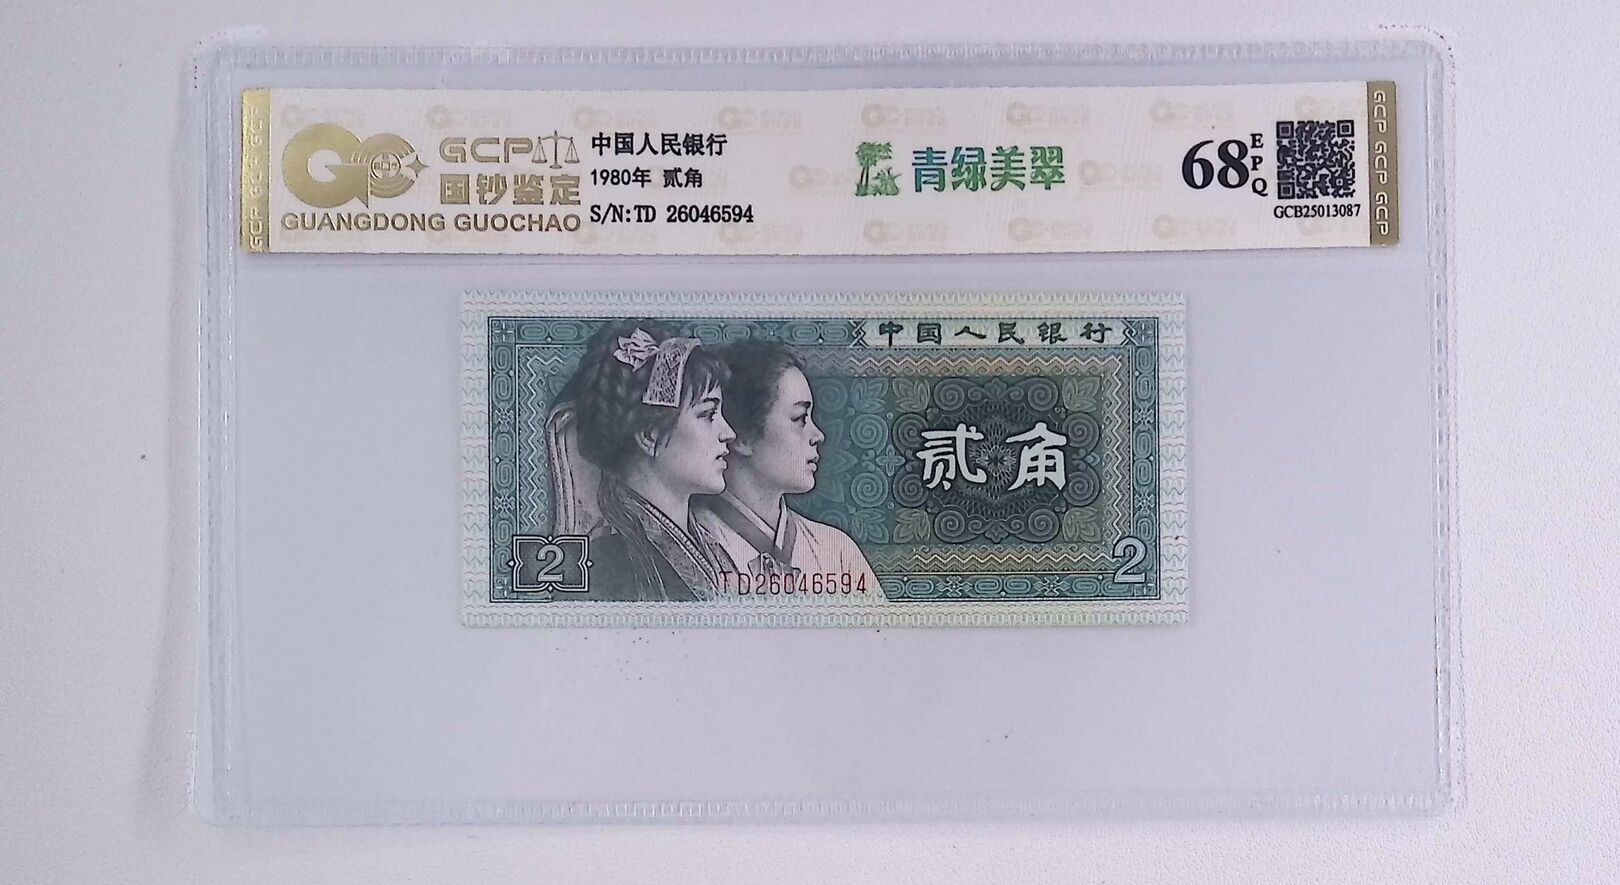 GCP
国钞鉴定
GUANGDONG GUOCHAO
中国人民银行
1980年 贰角
S/N:TD 26046594
青绿美翠
68
EPQ
GCB25013087
GCP GCP GCP
GCP GCP GCP
中国人民银行
贰角
2
2
TD26046594